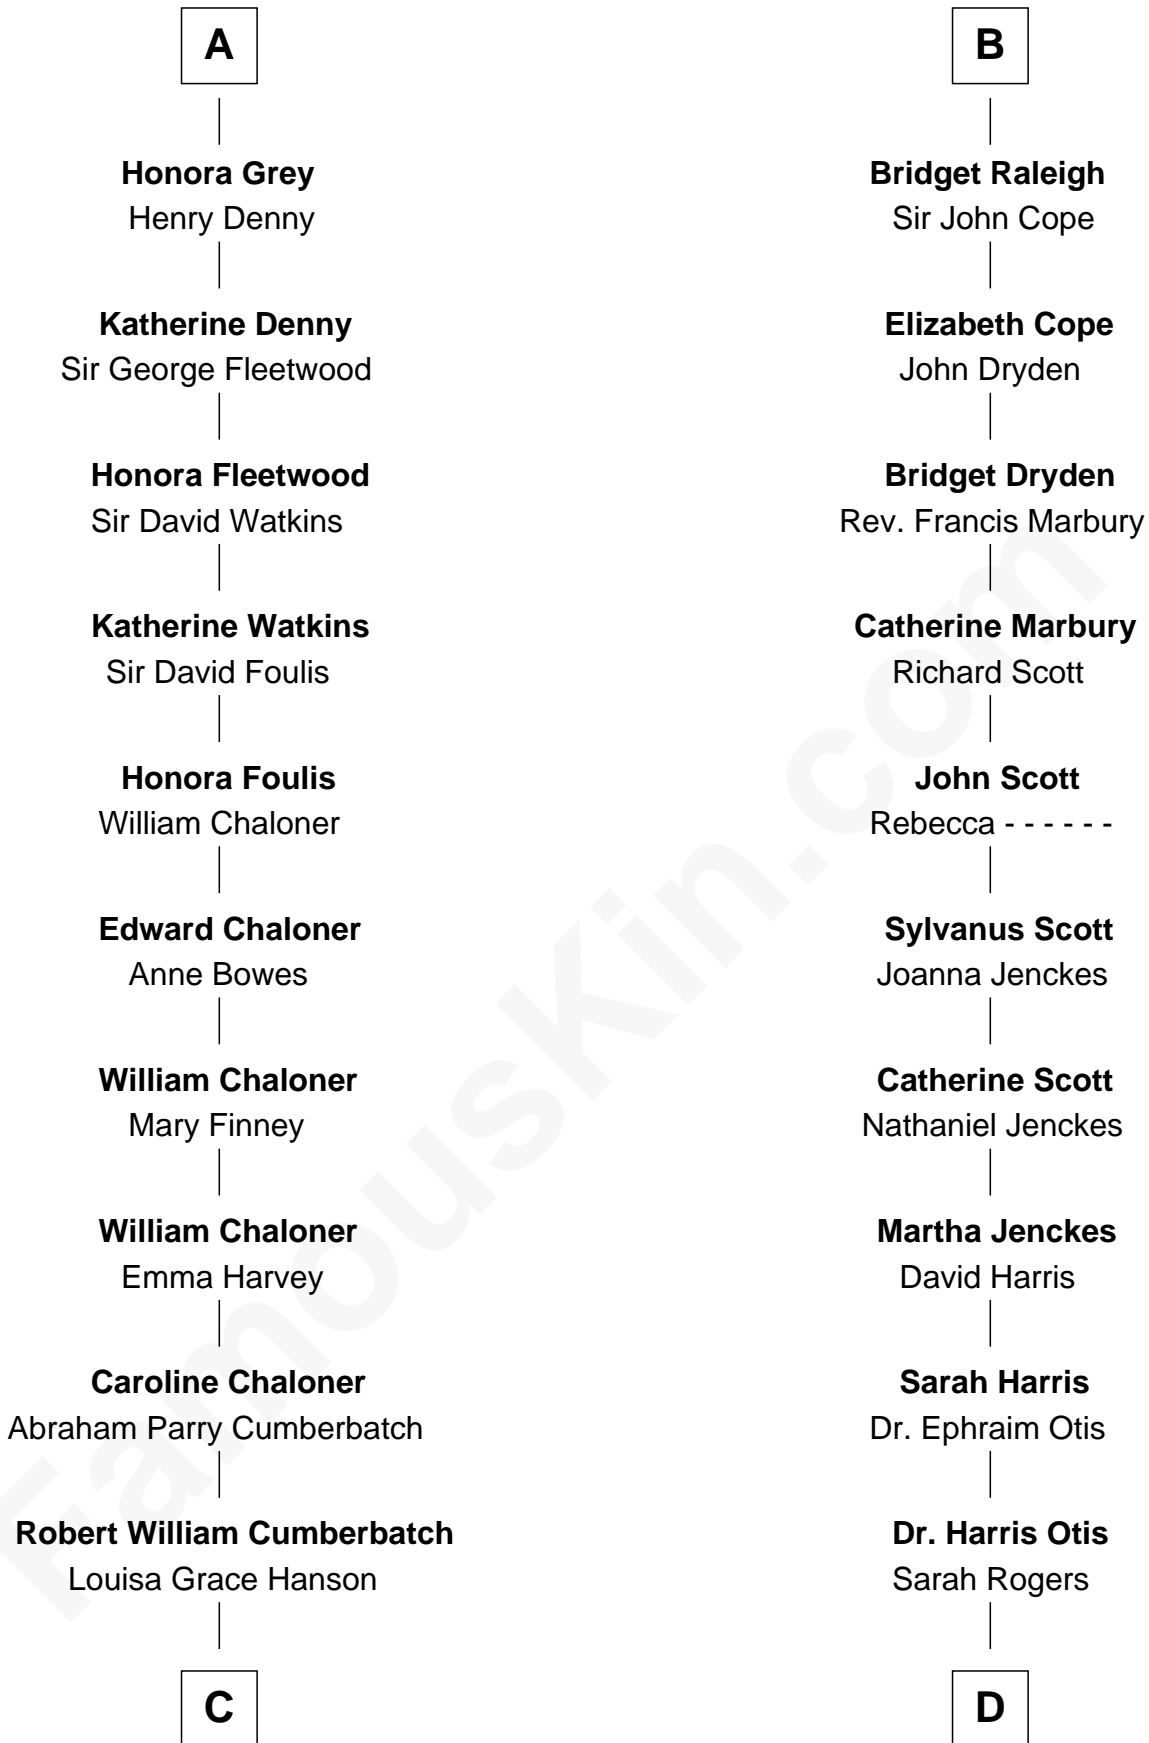 A
Honora Grey
Henry Denny
Katherine Denny
Sir George Fleetwood
Honora Fleetwood
Sir David Watkins
Katherine Watkins
Sir David Foulis
Honora Foulis
William Chaloner
Edward Chaloner
Anne Bowes
William Chaloner
Mary Finney
William Chaloner
Emma Harvey
Caroline Chaloner
Abraham Parry Cumberbatch
Robert William Cumberbatch
Louisa Grace Hanson
C
B
Bridget Raleigh
Sir John Cope
Elizabeth Cope
John Dryden
Bridget Dryden
Rev. Francis Marbury
Catherine Marbury
Richard Scott
John Scott
Rebecca - - - - - -
Sylvanus Scott
Joanna Jenckes
Catherine Scott
Nathaniel Jenckes
Martha Jenckes
David Harris
Sarah Harris
Dr. Ephraim Otis
Dr. Harris Otis
Sarah Rogers
D
FamousKin.com